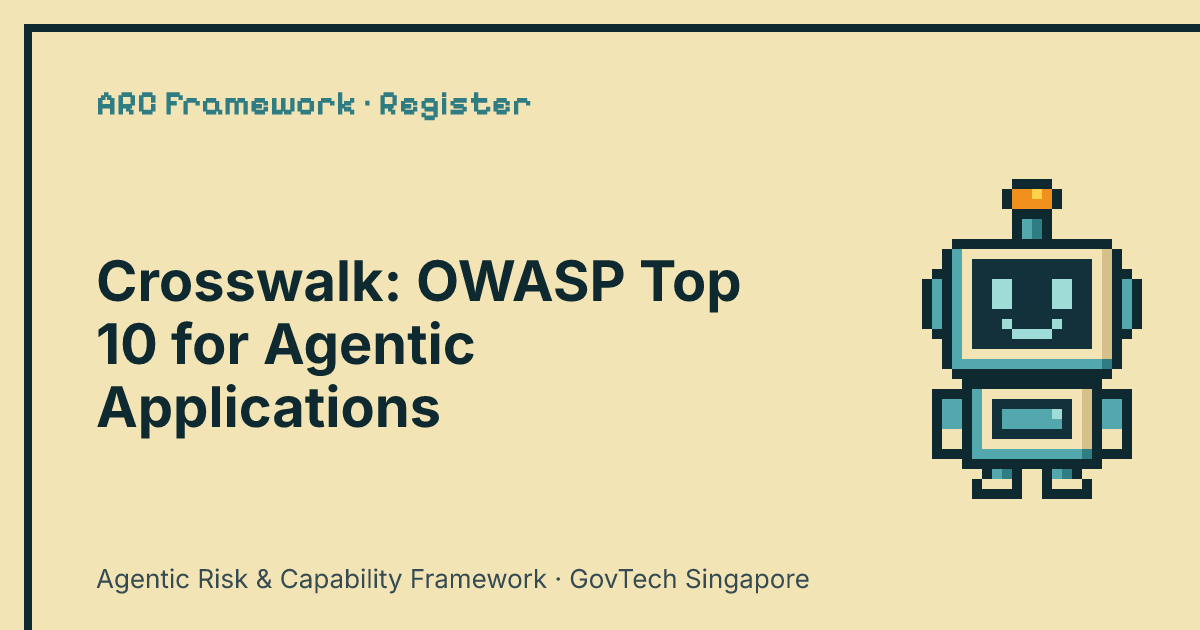 ARC Framework · Register
Crosswalk: OWASP Top
10 for Agentic
Applications
Agentic Risk & Capability Framework · GovTech Singapore